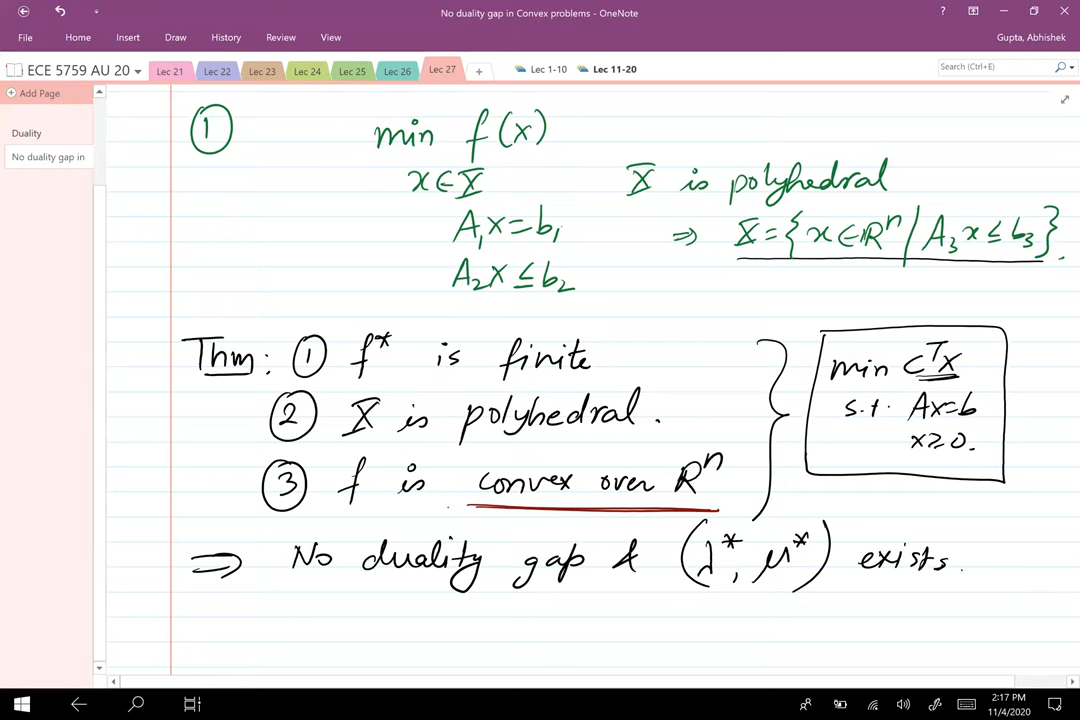 No duality gap in Convex problems - OneNote
?
File Home Insert Draw History Review View
Gupta, Abhishek
ECE 5759 AU 20
Lec 21 Lec 22 Lec 23 Lec 24 Lec 25 Lec 26 Lec 27 + Lec 1-10 Lec 11-20
Search (Ctrl+E)
Add Page
Duality
No duality gap in
① min f(x)
x∈X X is polyhedral
A₁x=b₁ ⇒ X={x∈ℝⁿ/A₃x≤b₃}.
A₂x≤b₂
Thm: ① f* is finite
② X is polyhedral.
③ f is convex over ℝⁿ
min cᵀx
s.t. Ax=b
x≥0.
⇒ No duality gap & (λ*, μ*) exists.
2:17 PM
11/4/2020